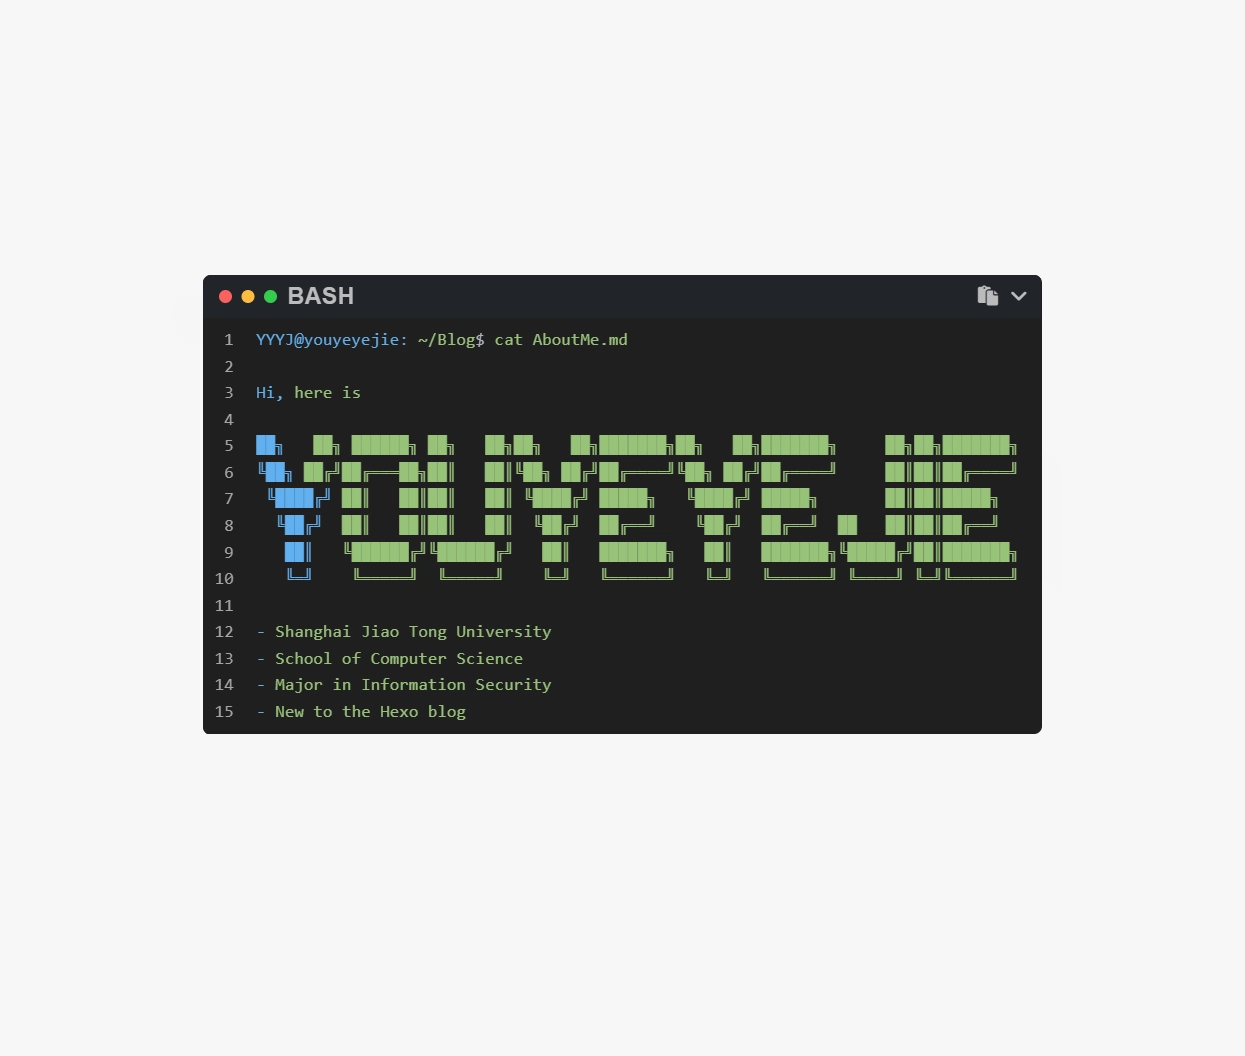 BASH
1 YYYJ@youyeyejie: ~/Blog$ cat AboutMe.md
2
3 Hi, here is
4
5 ██╗   ██╗ ██████╗ ██╗   ██╗██╗   ██╗███████╗██╗   ██╗███████╗     ██╗██╗███████╗
6 ╚██╗ ██╔╝██╔═══██╗██║   ██║╚██╗ ██╔╝██╔════╝╚██╗ ██╔╝██╔════╝     ██║██║██╔════╝
7  ╚████╔╝ ██║   ██║██║   ██║ ╚████╔╝ █████╗   ╚████╔╝ █████╗       ██║██║█████╗
8   ╚██╔╝  ██║   ██║██║   ██║  ╚██╔╝  ██╔══╝    ╚██╔╝  ██╔══╝  ██   ██║██║██╔══╝
9    ██║   ╚██████╔╝╚██████╔╝   ██║   ███████╗   ██║   ███████╗╚█████╔╝██║███████╗
10    ╚═╝    ╚═════╝  ╚═════╝    ╚═╝   ╚══════╝   ╚═╝   ╚══════╝ ╚════╝ ╚═╝╚══════╝
11
12 - Shanghai Jiao Tong University
13 - School of Computer Science
14 - Major in Information Security
15 - New to the Hexo blog